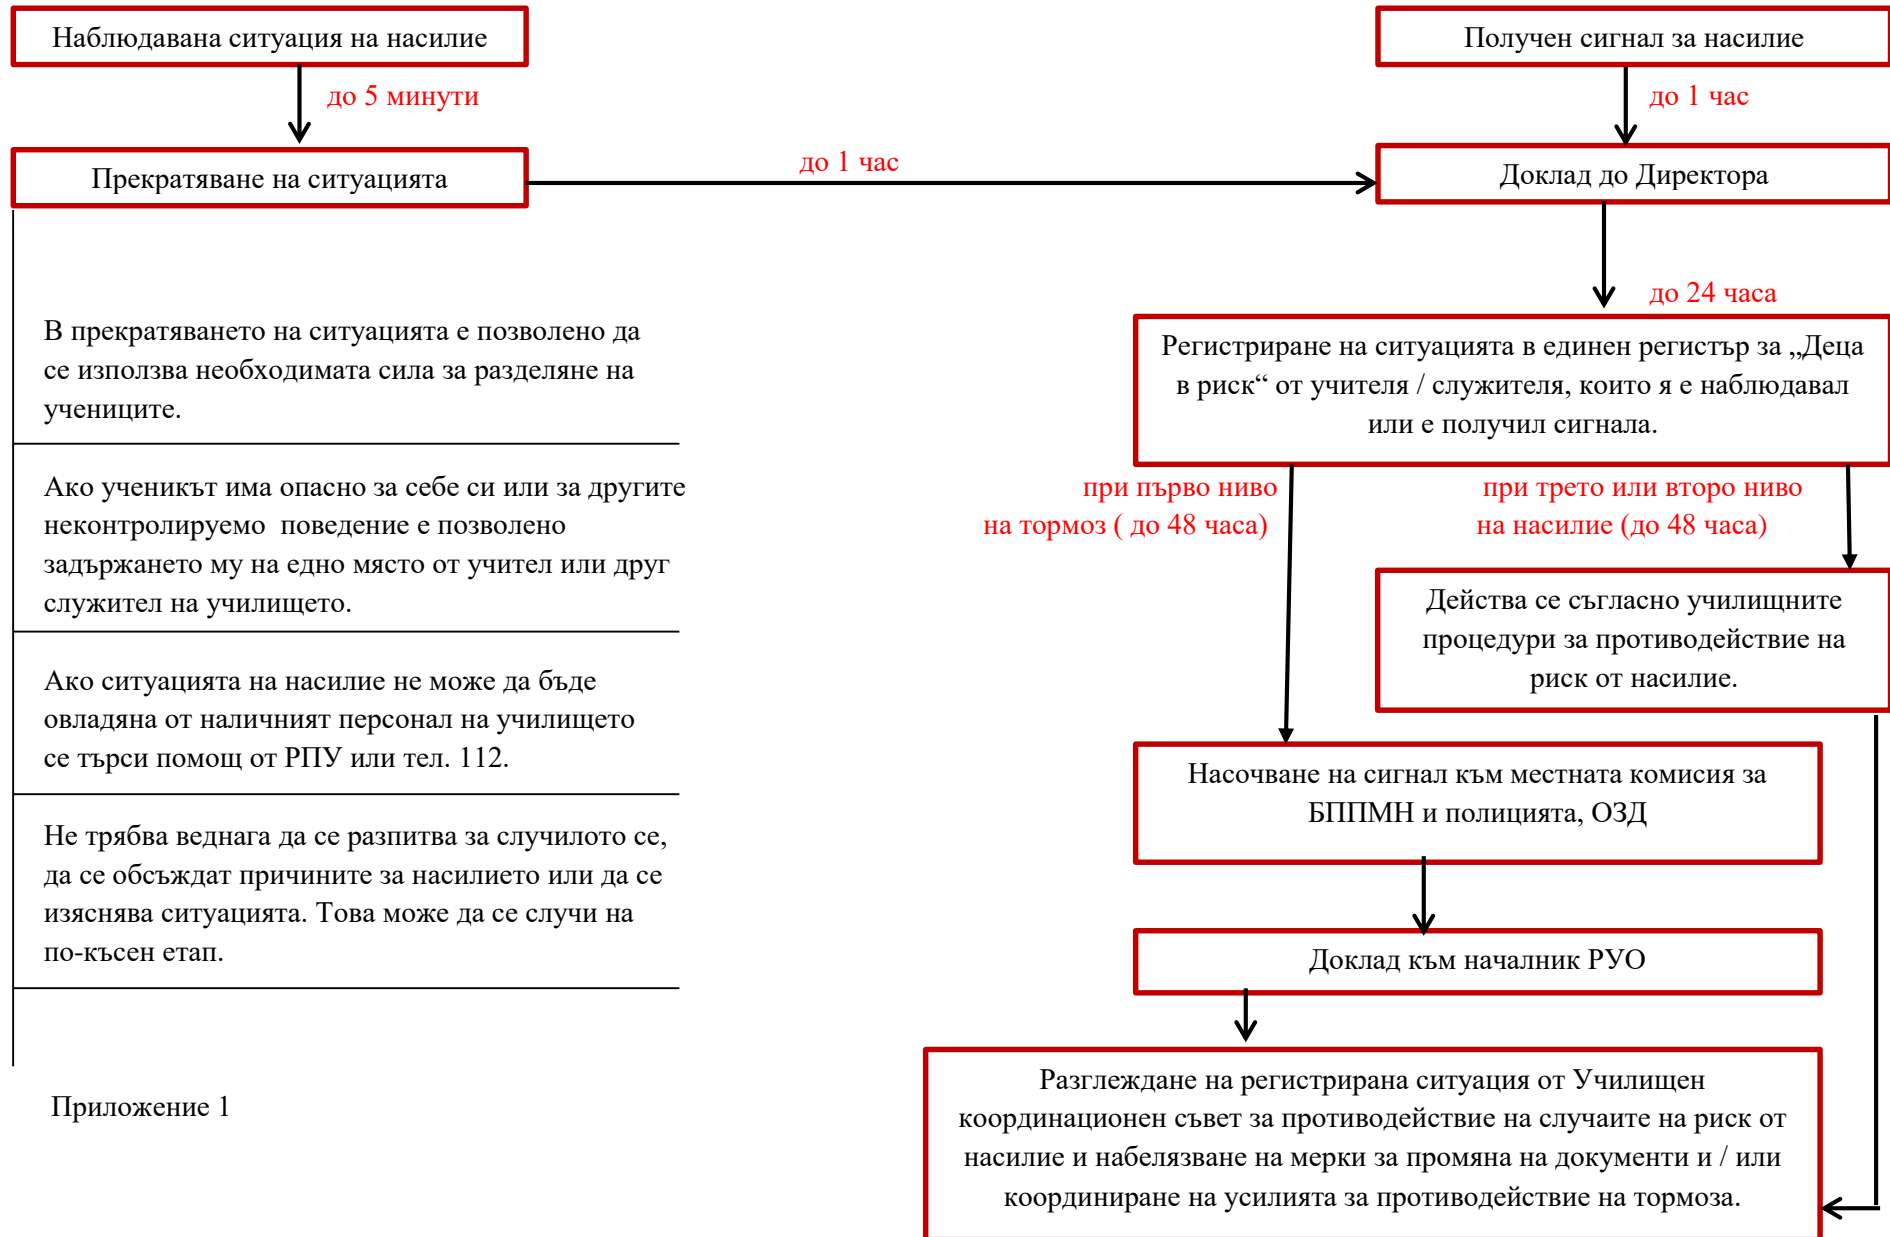 Наблюдавана ситуация на насилие
Получен сигнал за насилие
до 5 минути
до 1 час
Прекратяване на ситуацията
до 1 час
Доклад до Директора
до 24 часа
В прекратяването на ситуацията е позволено да
се използва необходимата сила за разделяне на
учениците.
Ако ученикът има опасно за себе си или за другите
неконтролируемо поведение е позволено
задържането му на едно място от учител или друг
служител на училището.
Ако ситуацията на насилие не може да бъде
овладяна от наличният персонал на училището
се търси помощ от РПУ или тел. 112.
Не трябва веднага да се разпитва за случилото се,
да се обсъждат причините за насилието или да се
изяснява ситуацията. Това може да се случи на
по-късен етап.
Приложение 1
Регистриране на ситуацията в единен регистър за „Деца
в риск“ от учителя / служителя, които я е наблюдавал
или е получил сигнала.
при първо ниво
на тормоз ( до 48 часа)
при трето или второ ниво
на насилие (до 48 часа)
Действа се съгласно училищните
процедури за противодействие на
риск от насилие.
Насочване на сигнал към местната комисия за
БППМН и полицията, ОЗД
Доклад към началник РУО
Разглеждане на регистрирана ситуация от Училищен
координационен съвет за противодействие на случаите на риск от
насилие и набелязване на мерки за промяна на документи и / или
координиране на усилията за противодействие на тормоза.